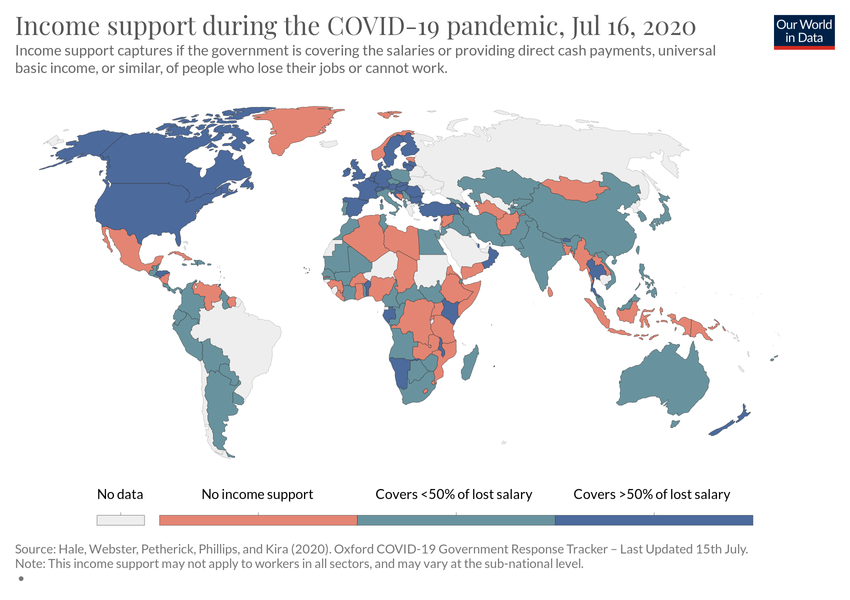 Income support during the COVID-19 pandemic, Jul 16, 2020
Our World
in Data
Income support captures if the government is covering the salaries or providing direct cash payments, universal
basic income, or similar, of people who lose their jobs or cannot work.
No data
No income support
Covers <50% of lost salary
Covers >50% of lost salary
Source: Hale, Webster, Petherick, Phillips, and Kira (2020). Oxford COVID-19 Government Response Tracker – Last Updated 15th July.
Note: This income support may not apply to workers in all sectors, and may vary at the sub-national level.